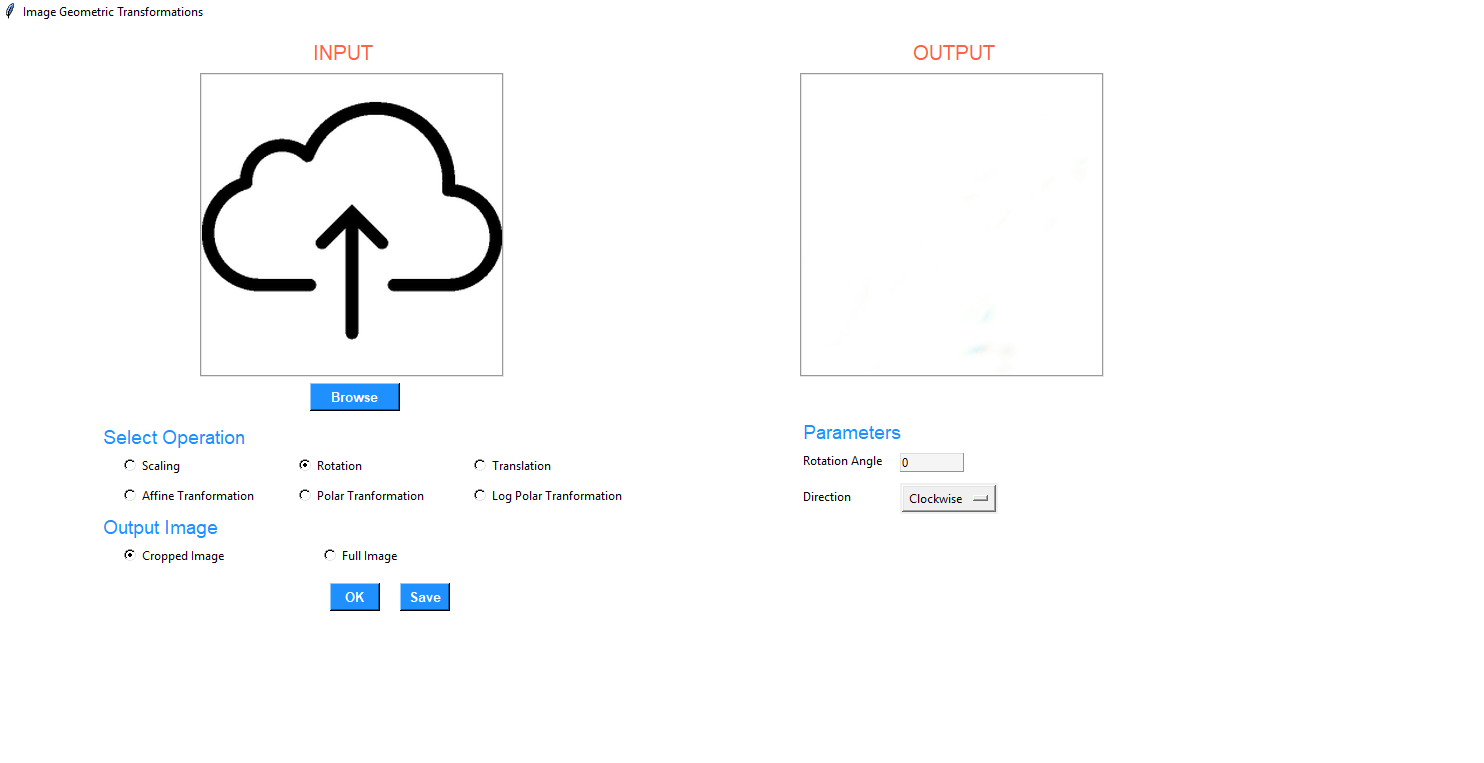 Image Geometric Transformations
INPUT
OUTPUT
Browse
Select Operation
Scaling
Rotation
Translation
Affine Tranformation
Polar Tranformation
Log Polar Tranformation
Output Image
Cropped Image
Full Image
OK
Save
Parameters
Rotation Angle 0
Direction Clockwise